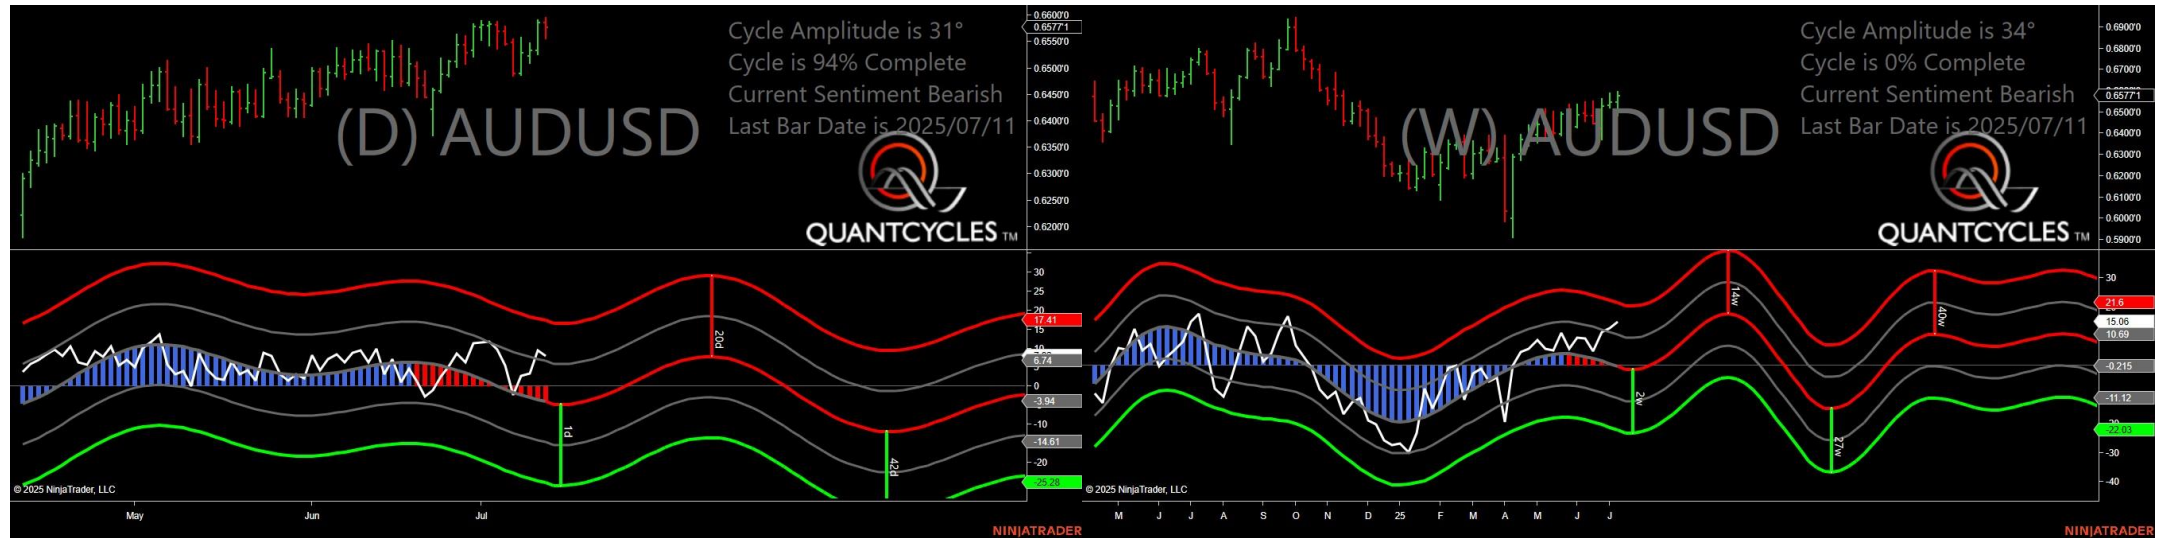 Cycle Amplitude is 31°
Cycle is 94% Complete
Current Sentiment Bearish
Last Bar Date is 2025/07/11
(D) AUDUSD
QUANTCYCLES TM
0.6600'0
0.6577'1
0.6550'0
0.6500'0
0.6450'0
0.6400'0
0.6350'0
0.6300'0
0.6250'0
0.6200'0
30
25
20
17.41
15
10
6.74
5
0
-3.94
-10
-14.61
-20
-25.28
20d
1d
42d
© 2025 NinjaTrader, LLC
May Jun Jul
NINJATRADER
Cycle Amplitude is 34°
Cycle is 0% Complete
Current Sentiment Bearish
Last Bar Date is 2025/07/11
(W) AUDUSD
QUANTCYCLES TM
0.6900'0
0.6800'0
0.6700'0
0.6577'1
0.6500'0
0.6400'0
0.6300'0
0.6200'0
0.6100'0
0.6000'0
0.5900'0
30
21.6
15.06
10.69
-0.215
-11.12
-22.03
-30
-40
14w
40w
2w
27w
© 2025 NinjaTrader, LLC
M J J A S O N D 25 F M A M J J
NINJATRADER